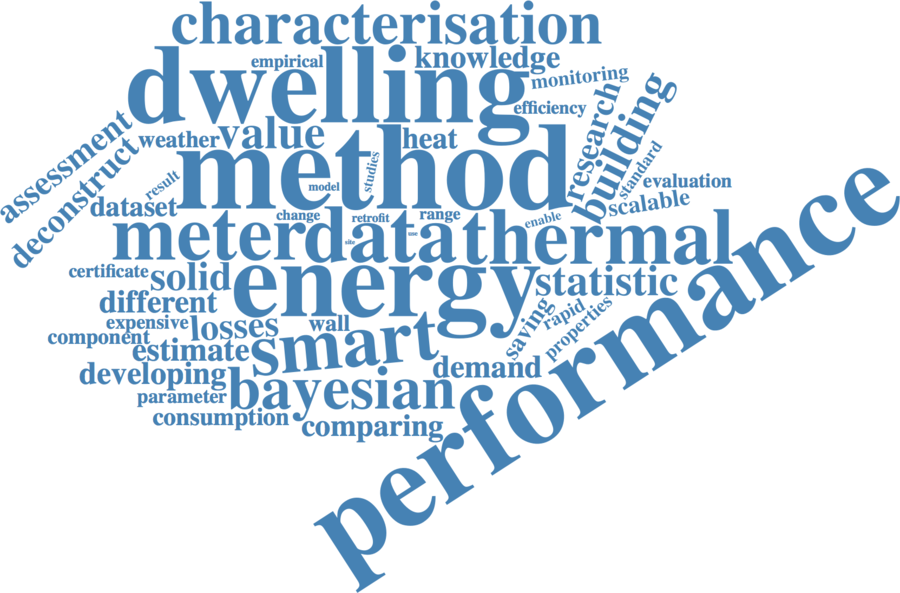 characterisation
empirical
knowledge
dwelling
monitoring
efficiency
assessment
deconstruct
weather
value
heat
research
building
method
result
model
studies
standard
evaluation
scalable
dataset
change
retrofit
range
enable
meter
data
thermal
site
use
certificate
solid
energy
statistic
different
expensive
losses
wall
saving
rapid
properties
component
estimate
smart
demand
developing
bayesian
parameter
consumption
comparing
performance